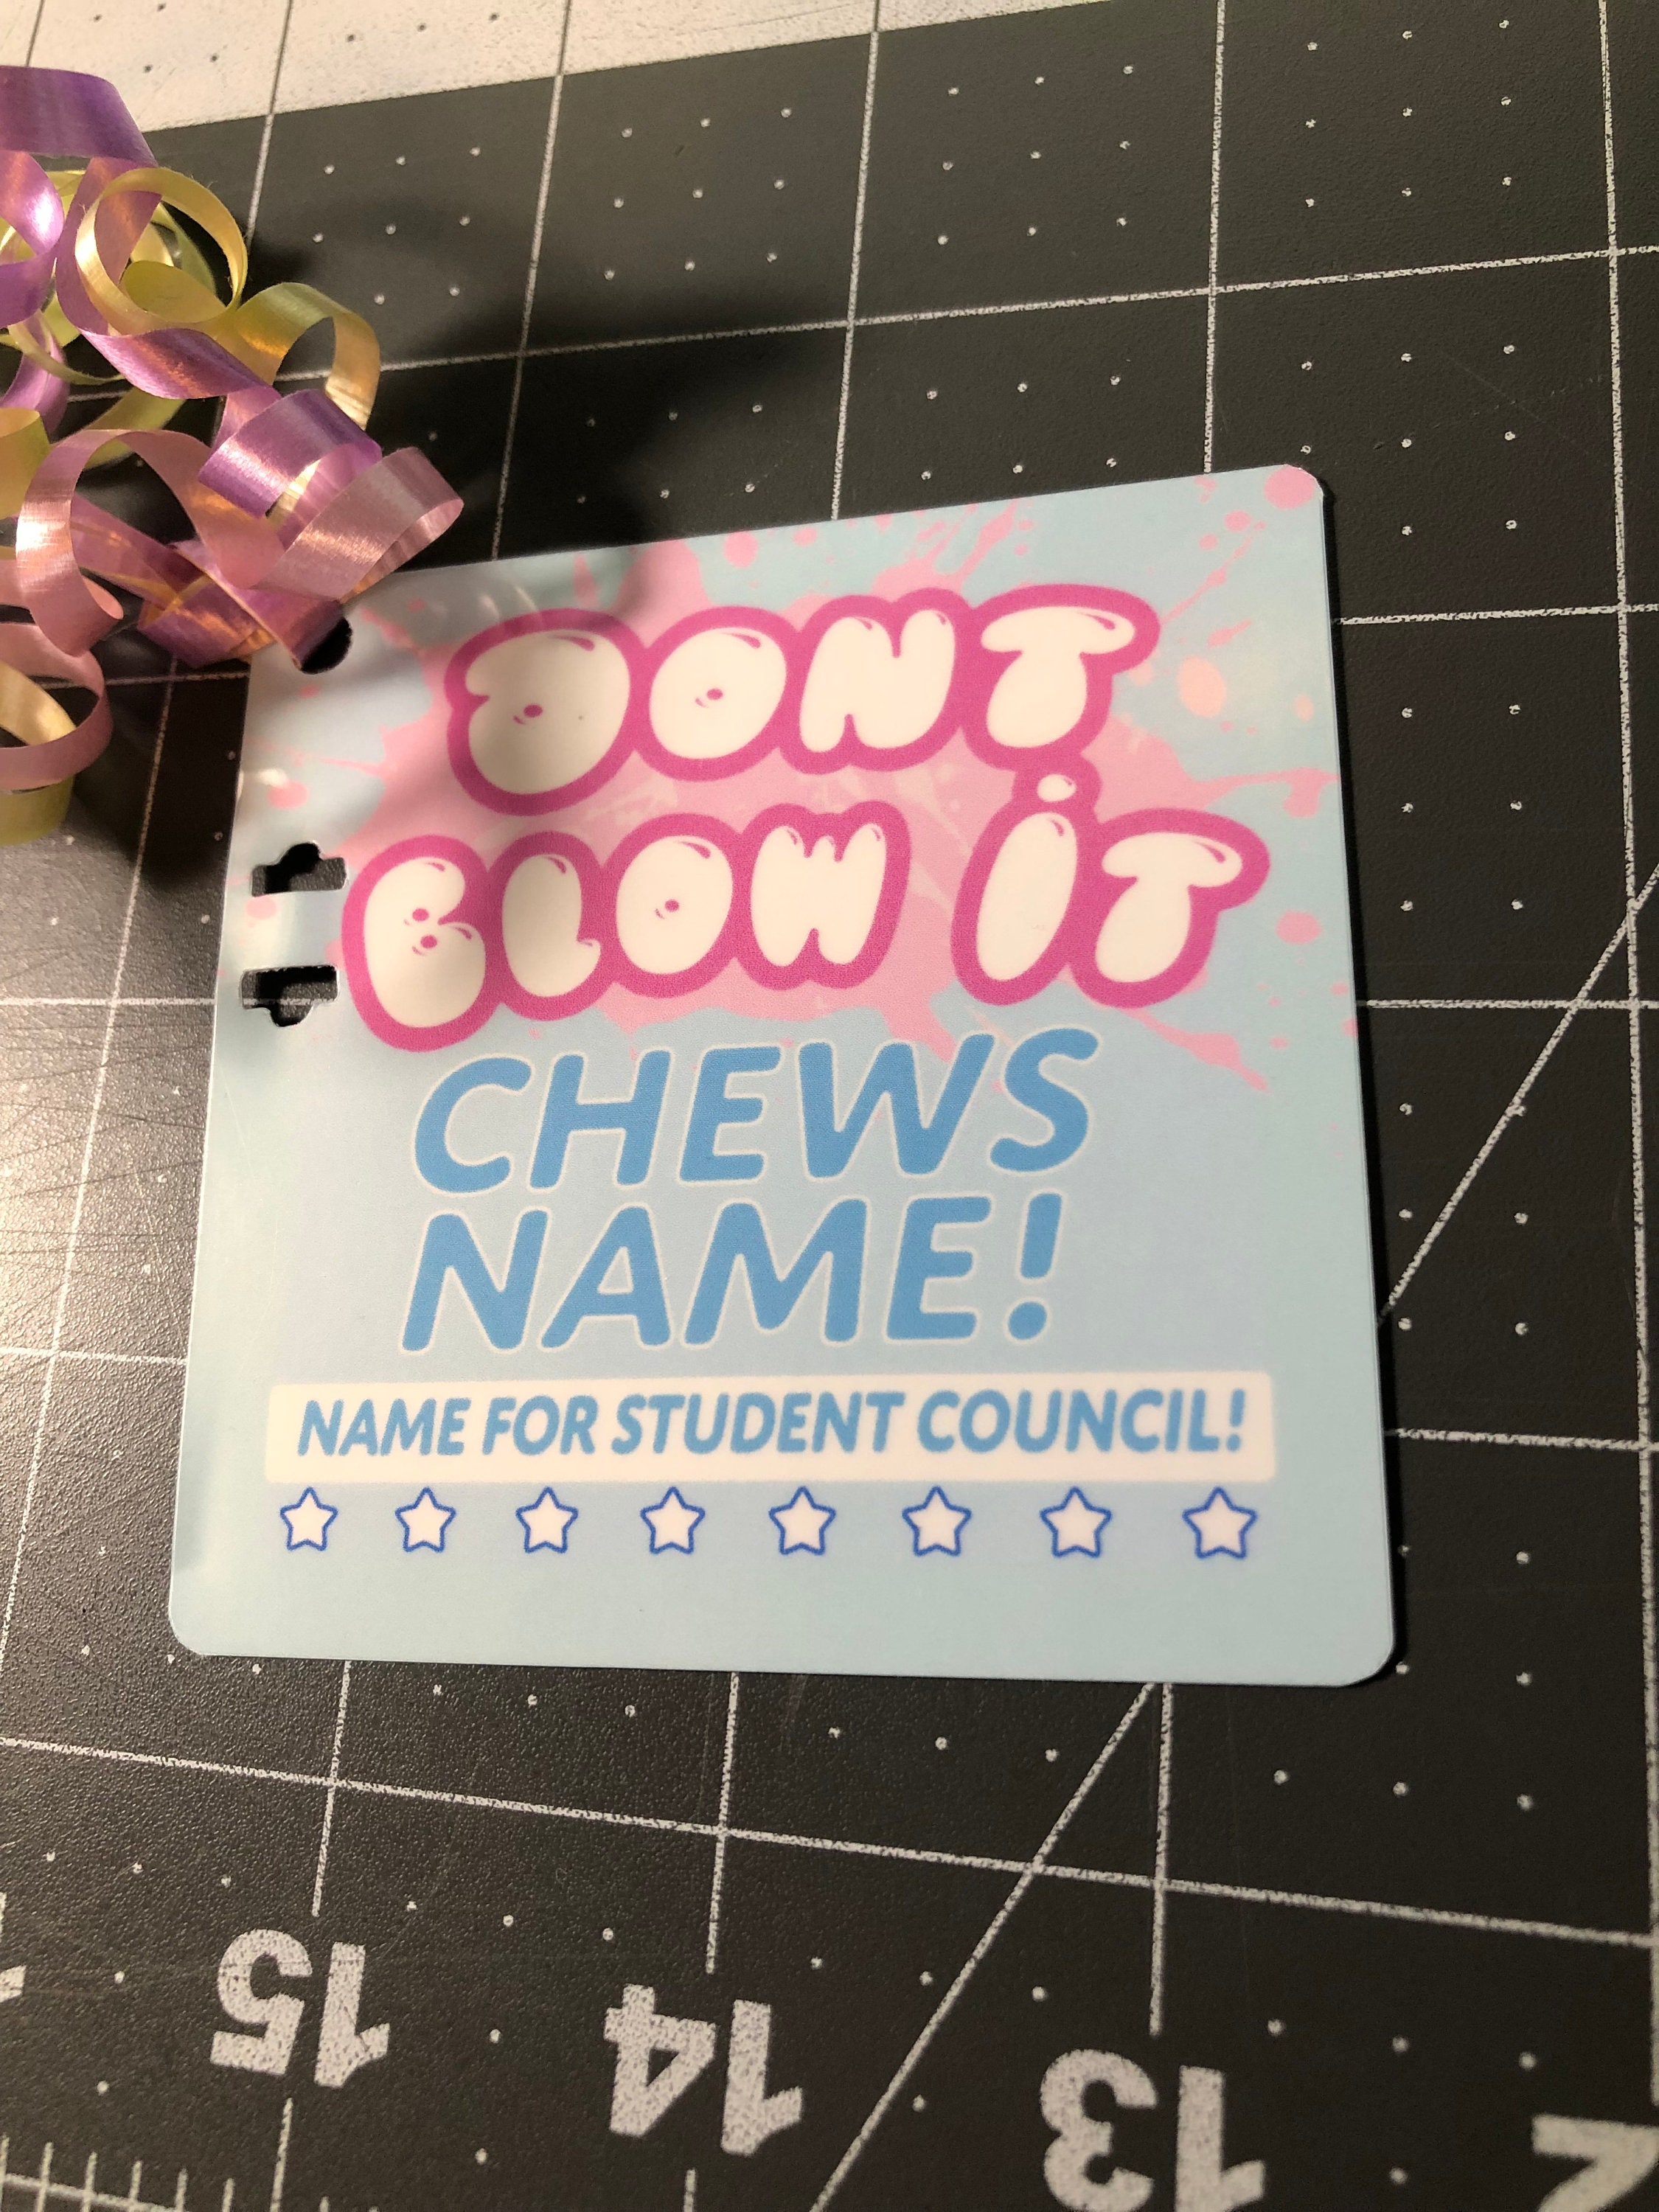 DONT
BLOW iT
CHEWS
NAME!
NAME FOR STUDENT COUNCIL!
15
14
13